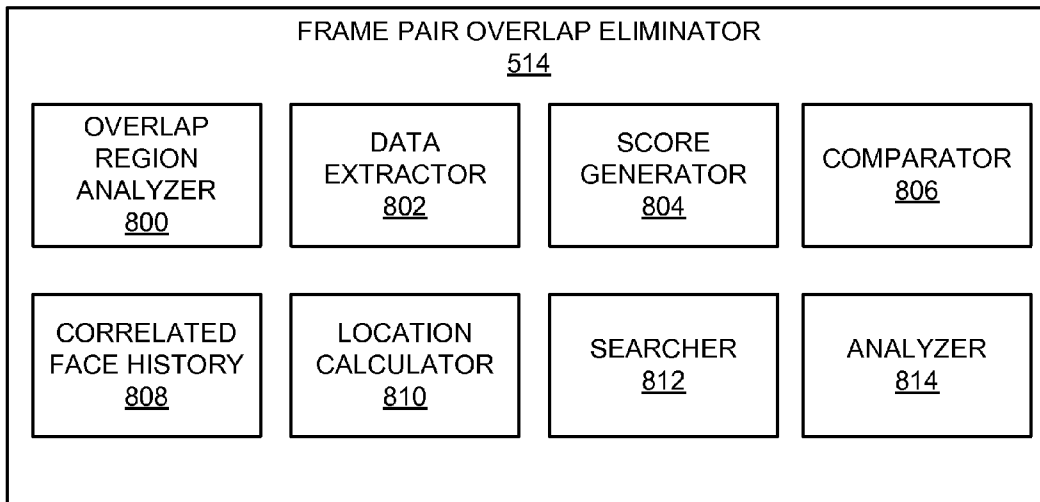 FRAME PAIR OVERLAP ELIMINATOR
514
OVERLAP
REGION
ANALYZER
800
DATA
EXTRACTOR
802
SCORE
GENERATOR
804
COMPARATOR
806
CORRELATED
FACE HISTORY
808
LOCATION
CALCULATOR
810
SEARCHER
812
ANALYZER
814